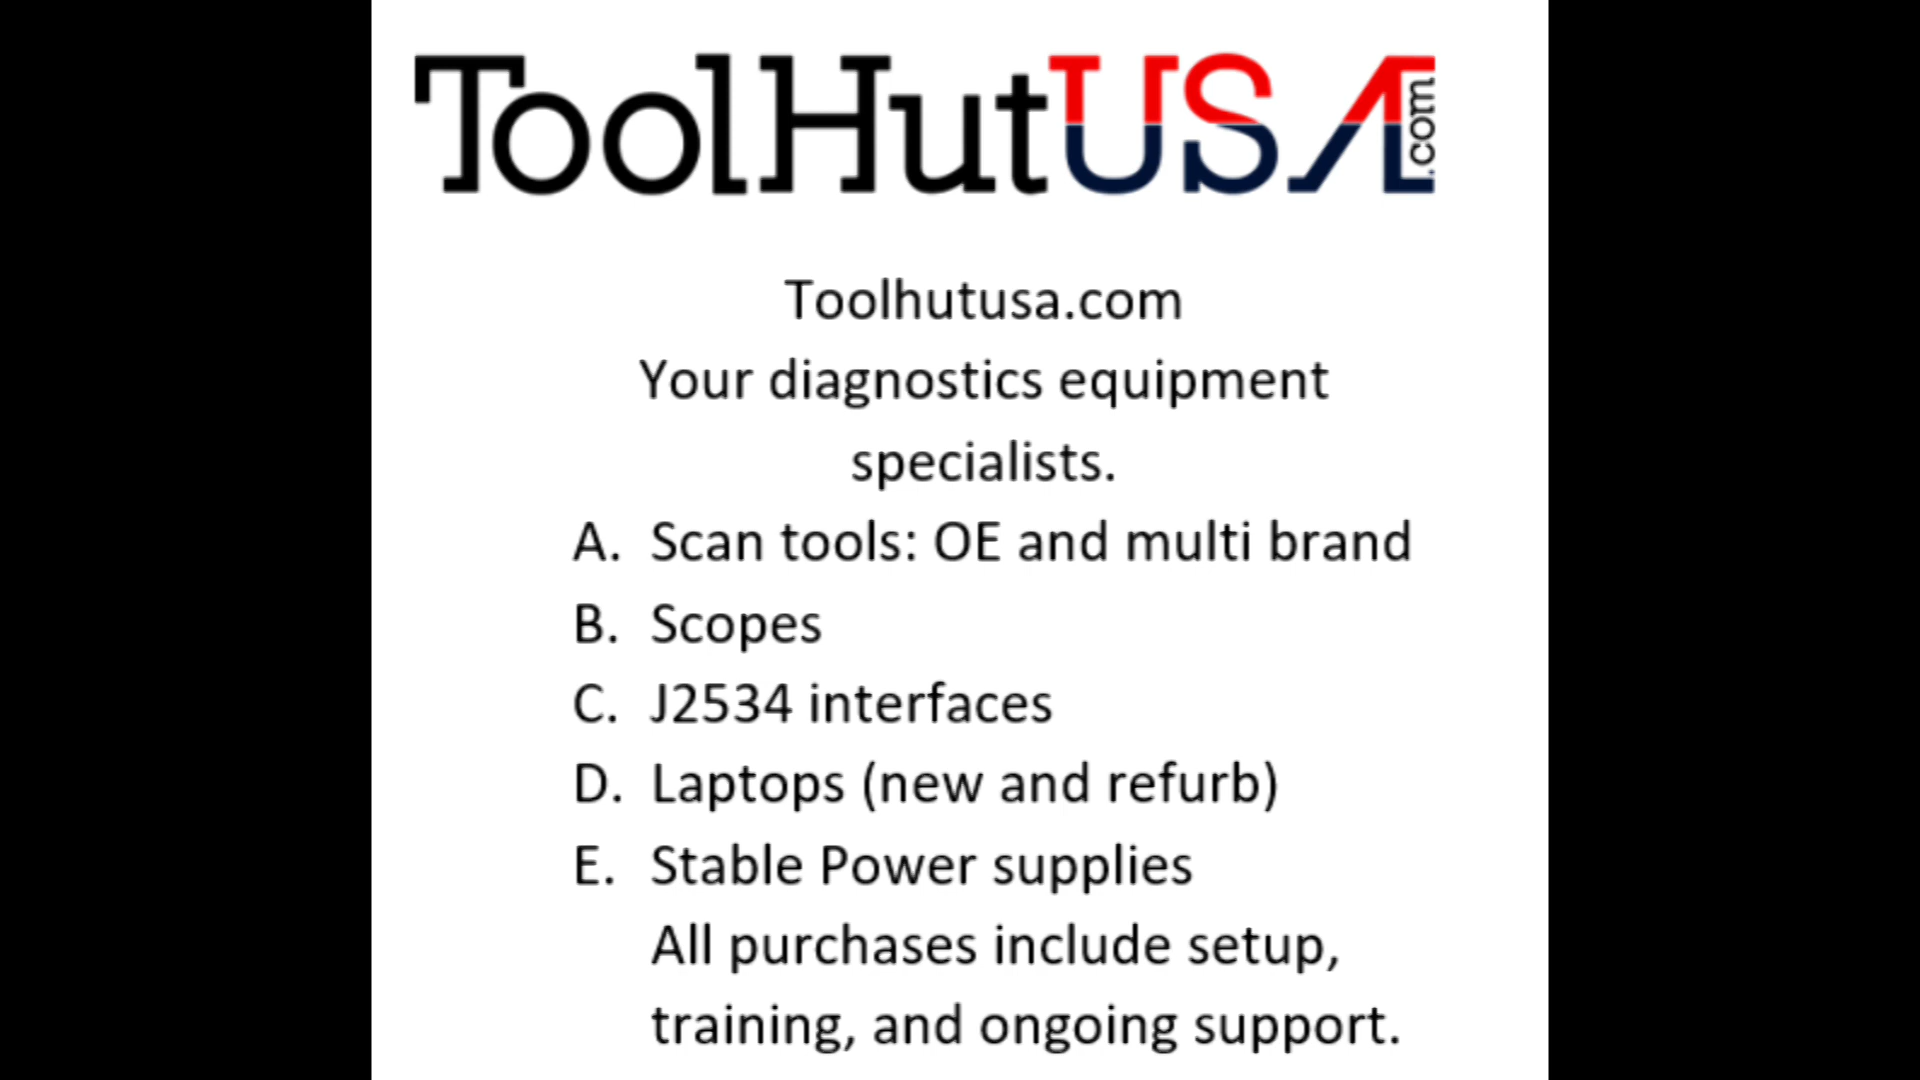 ToolHutUSA.com
Toolhutusa.com
Your diagnostics equipment
specialists.
A. Scan tools: OE and multi brand
B. Scopes
C. J2534 interfaces
D. Laptops (new and refurb)
E. Stable Power supplies
All purchases include setup,
training, and ongoing support.